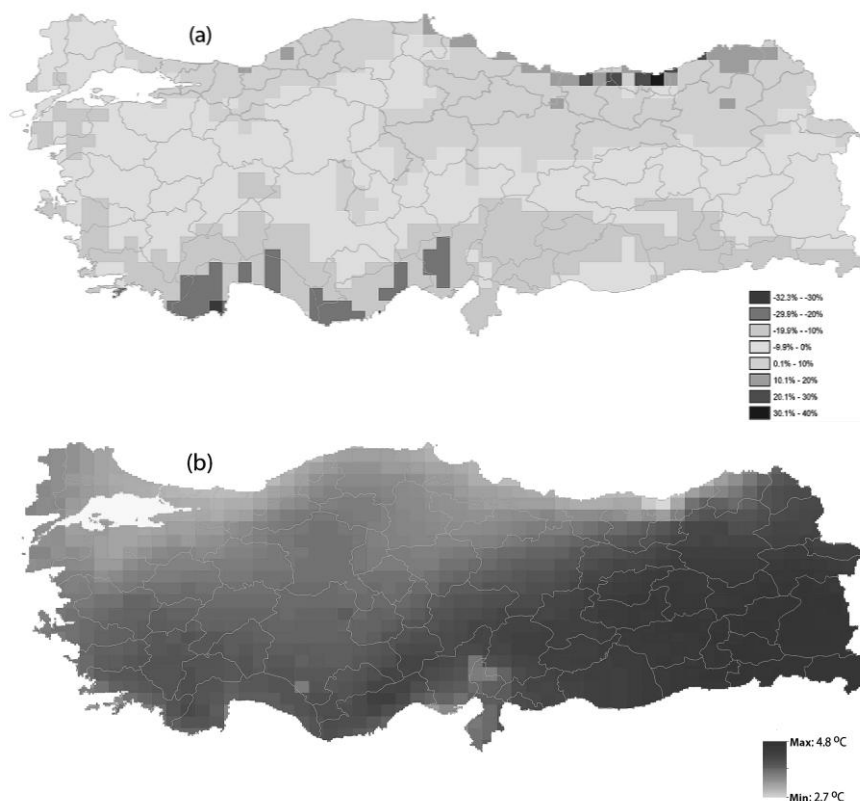 (a)
-32.3% - -30%
-29.9% - -20%
-19.9% - -10%
-9.9% - 0%
0.1% - 10%
10.1% - 20%
20.1% - 30%
30.1% - 40%
(b)
Max: 4.8 ºC
Min: 2.7 ºC